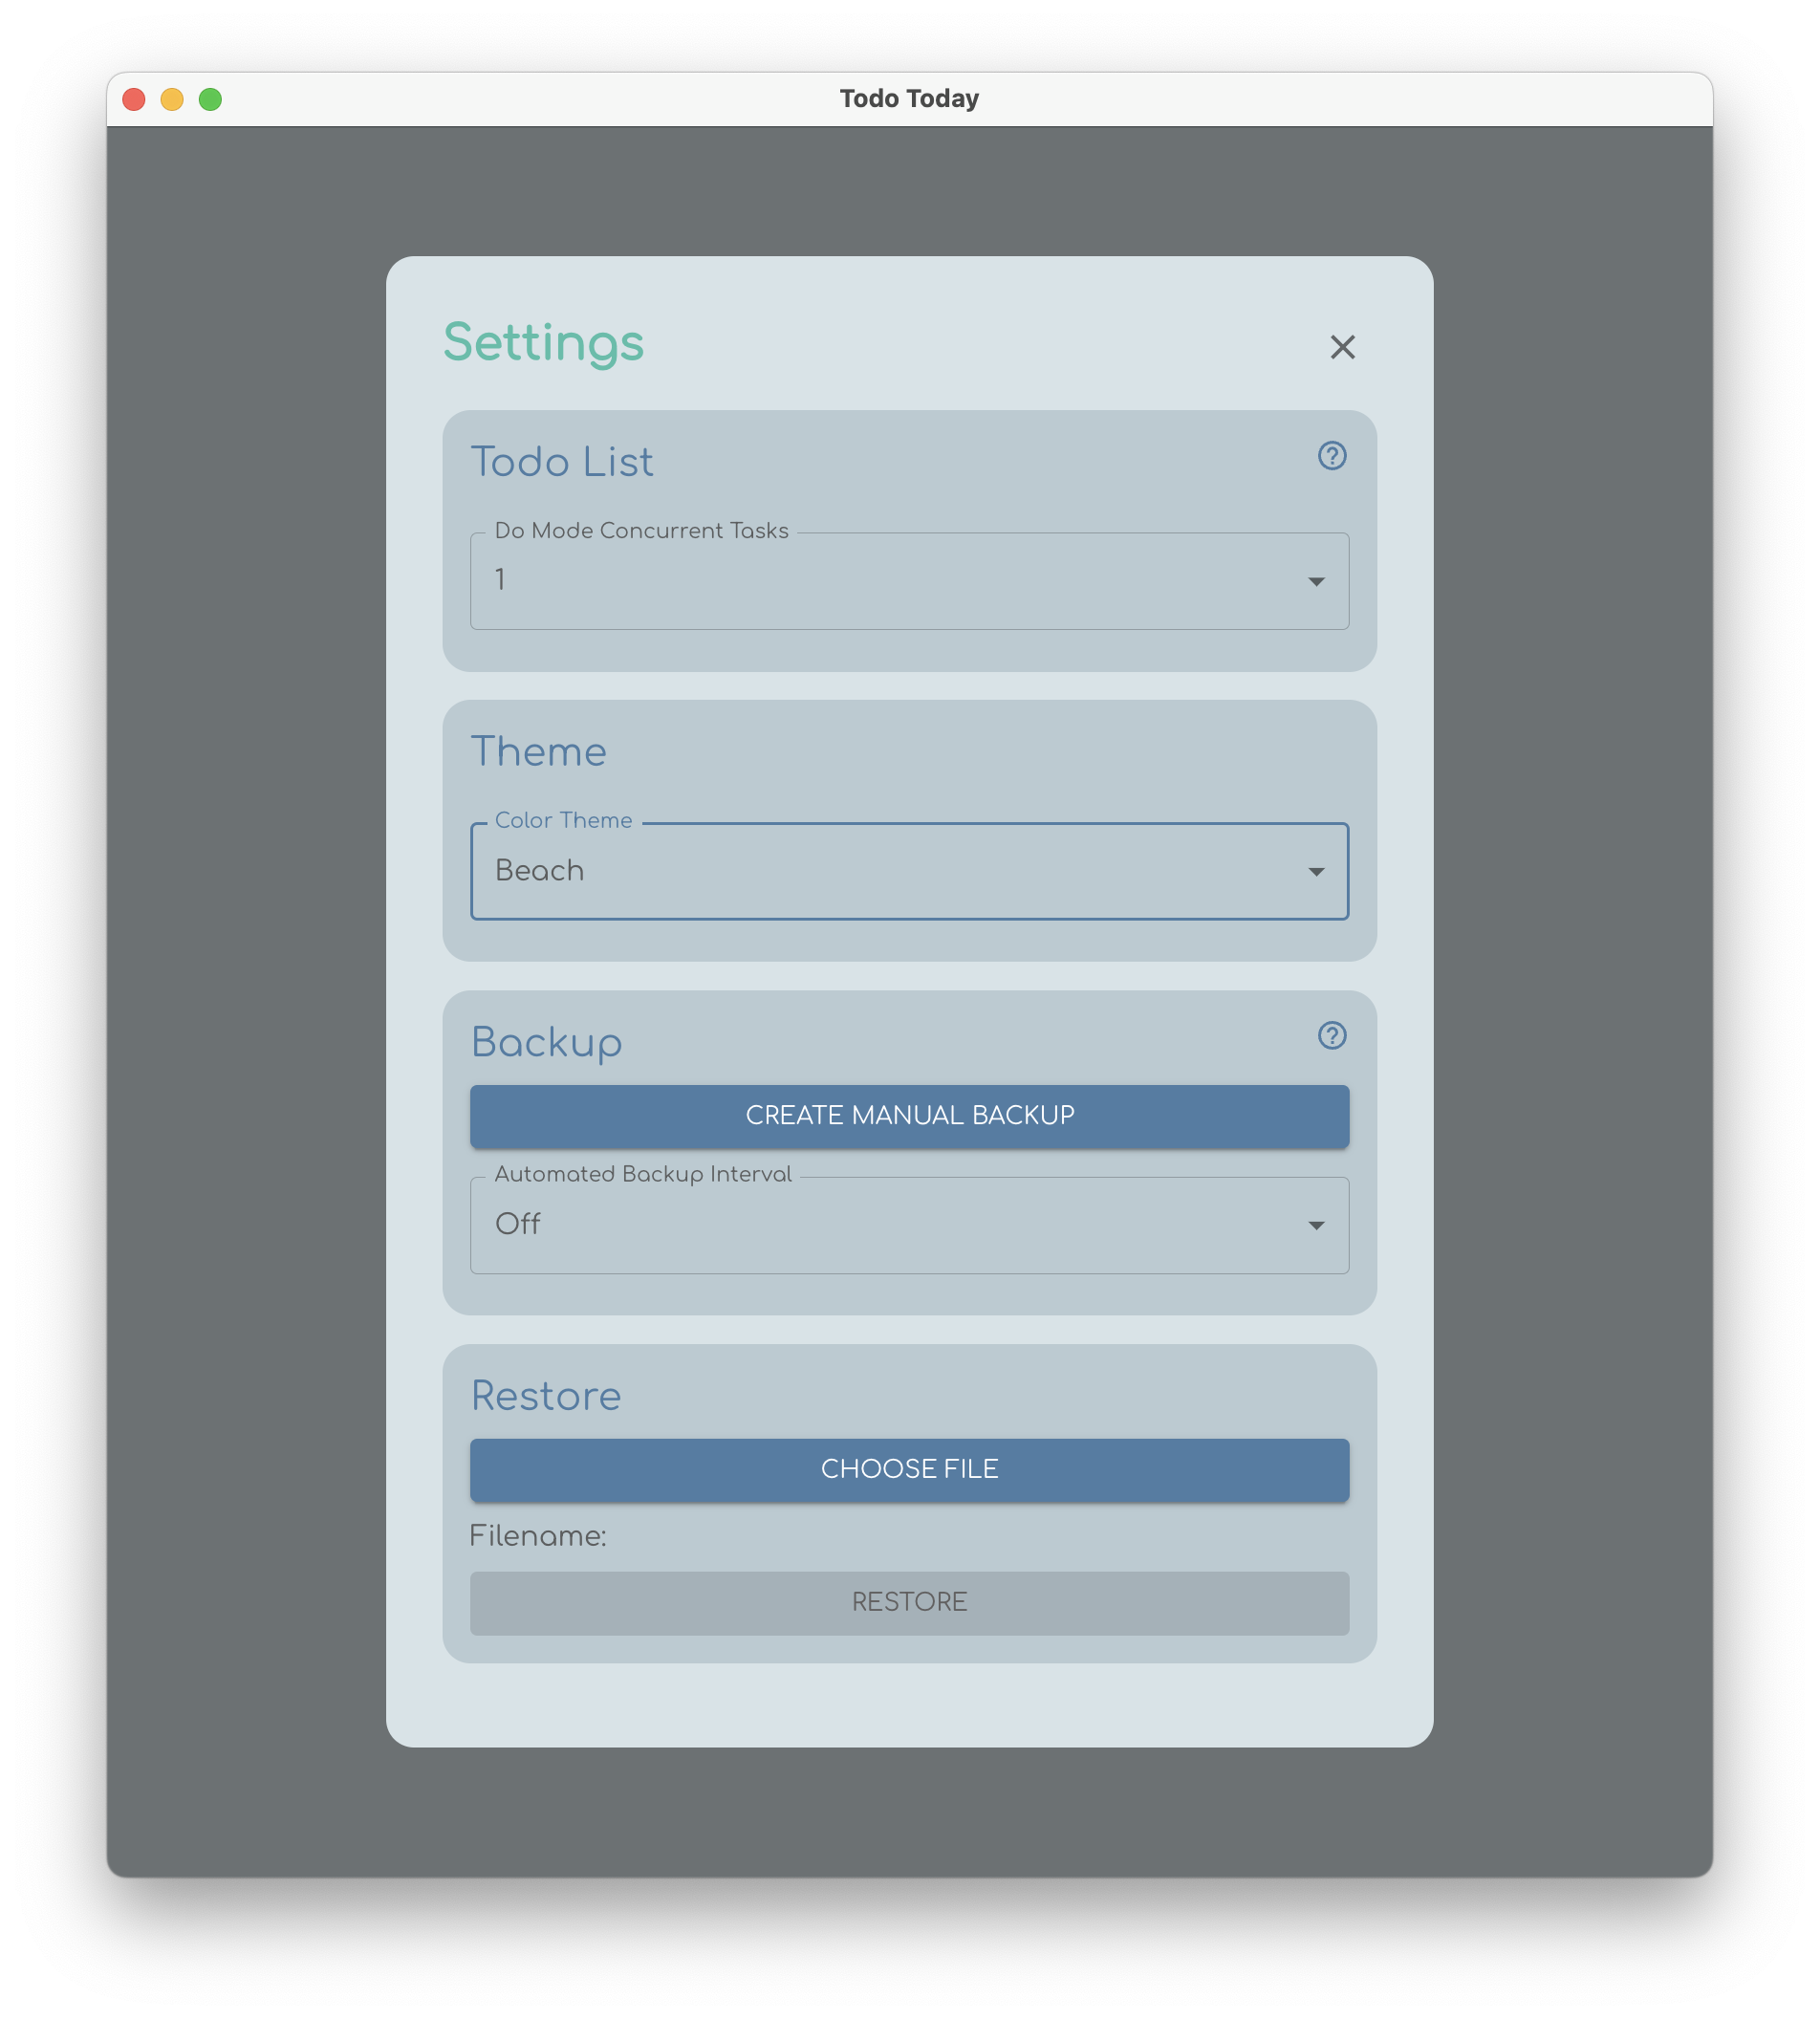 Todo Today
Settings
Todo List
Do Mode Concurrent Tasks
1
Theme
Color Theme
Beach
Backup
CREATE MANUAL BACKUP
Automated Backup Interval
Off
Restore
CHOOSE FILE
Filename:
RESTORE